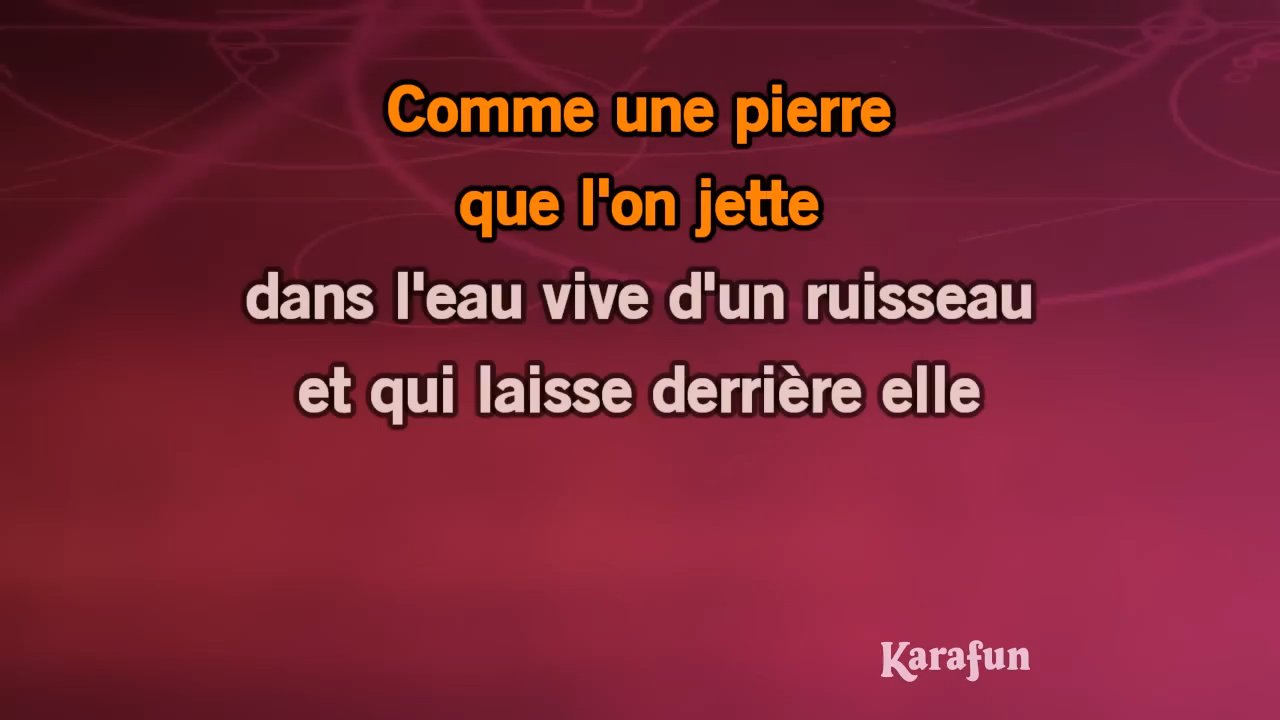 Comme une pierre
que l'on jette
dans l'eau vive d'un ruisseau
et qui laisse derrière elle
Karafun